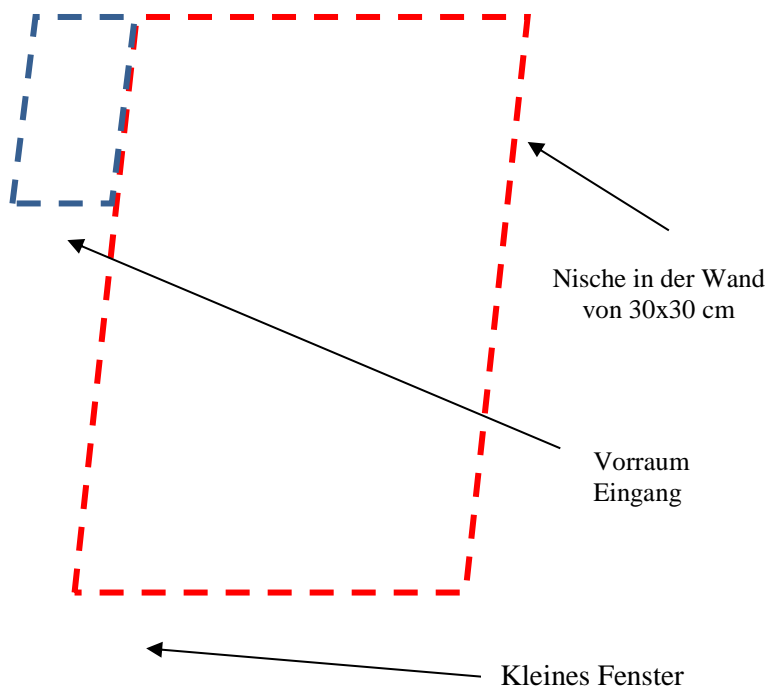 Nische in der Wand
von 30x30 cm
Vorraum
Eingang
Kleines Fenster